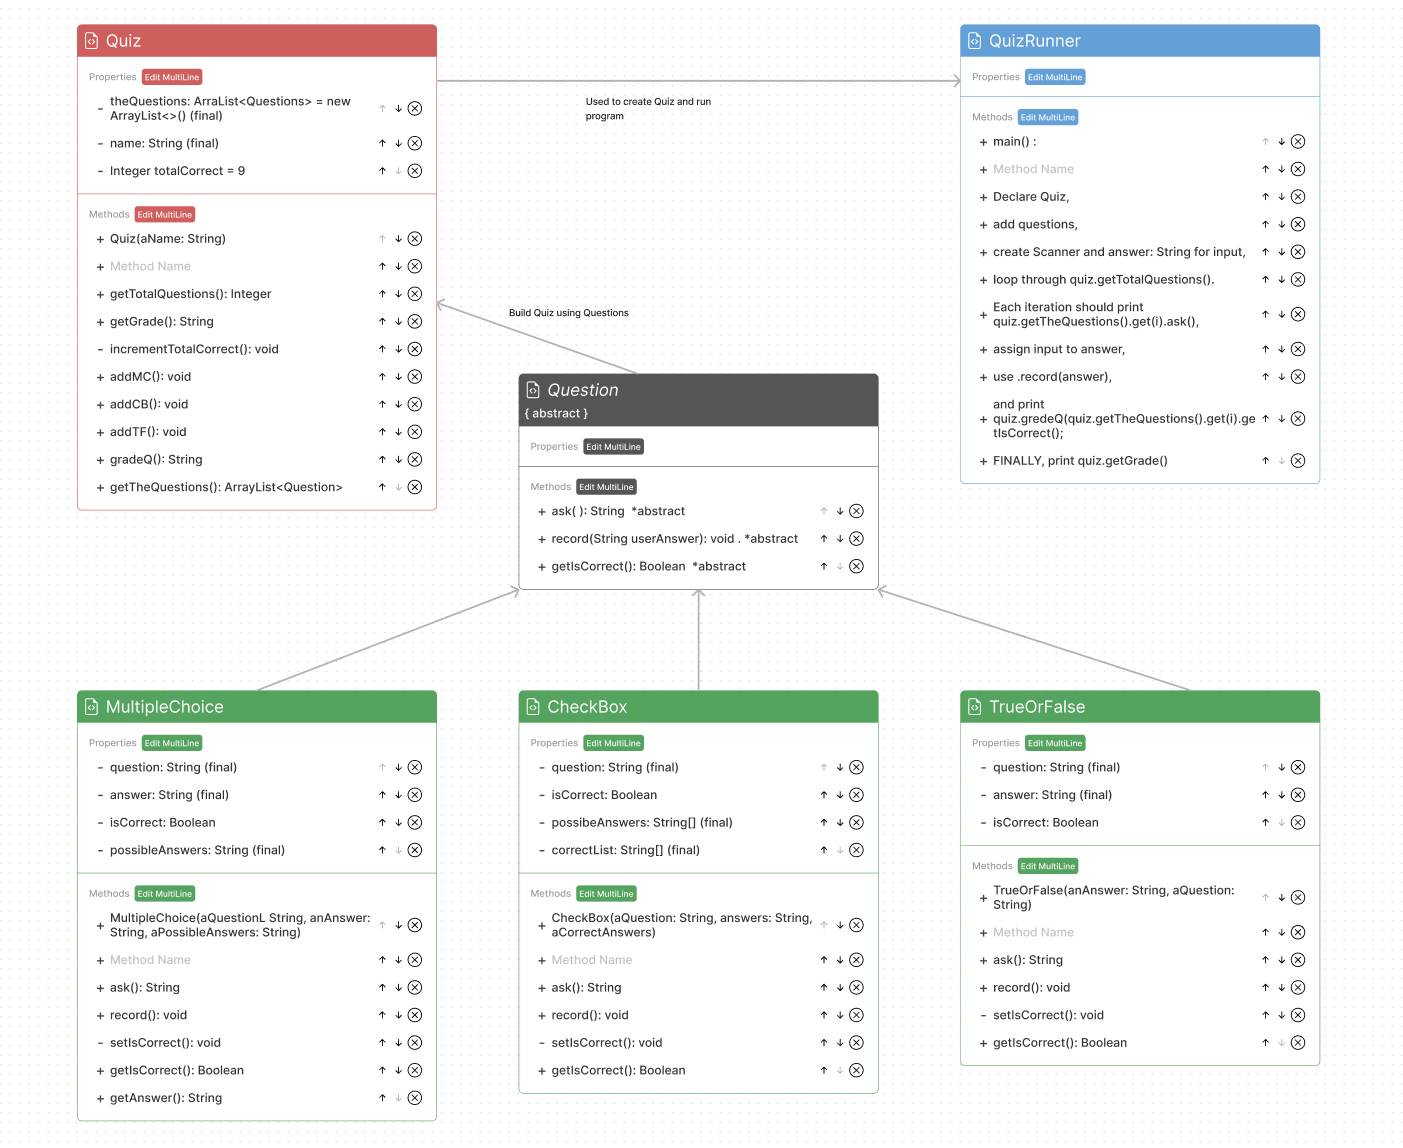 Quiz
Properties Edit MultiLine
- theQuestions: ArraList<Questions> = new
ArrayList<>() (final)
- name: String (final)
- Integer totalCorrect = 9
Methods Edit MultiLine
+ Quiz(aName: String)
+ Method Name
+ getTotalQuestions(): Integer
+ getGrade(): String
- incrementTotalCorrect(): void
+ addMC(): void
+ addCB(): void
+ addTF(): void
+ gradeQ(): String
+ getTheQuestions(): ArrayList<Question>
Used to create Quiz and run
program
QuizRunner
Properties Edit MultiLine
Methods Edit MultiLine
+ main() :
+ Method Name
+ Declare Quiz,
+ add questions,
+ create Scanner and answer: String for input,
+ loop through quiz.getTotalQuestions().
+ Each iteration should print
quiz.getTheQuestions().get(i).ask(),
+ assign input to answer,
+ use .record(answer),
+ and print
quiz.gredeQ(quiz.getTheQuestions().get(i).ge
tIsCorrect();
+ FINALLY, print quiz.getGrade()
Build Quiz using Questions
Question
{ abstract }
Properties Edit MultiLine
Methods Edit MultiLine
+ ask( ): String *abstract
+ record(String userAnswer): void . *abstract
+ getIsCorrect(): Boolean *abstract
MultipleChoice
Properties Edit MultiLine
- question: String (final)
- answer: String (final)
- isCorrect: Boolean
- possibleAnswers: String (final)
Methods Edit MultiLine
+ MultipleChoice(aQuestionL String, anAnswer:
String, aPossibleAnswers: String)
+ Method Name
+ ask(): String
+ record(): void
- setIsCorrect(): void
+ getIsCorrect(): Boolean
+ getAnswer(): String
CheckBox
Properties Edit MultiLine
- question: String (final)
- isCorrect: Boolean
- possibeAnswers: String[] (final)
- correctList: String[] (final)
Methods Edit MultiLine
+ CheckBox(aQuestion: String, answers: String,
aCorrectAnswers)
+ Method Name
+ ask(): String
+ record(): void
- setIsCorrect(): void
+ getIsCorrect(): Boolean
TrueOrFalse
Properties Edit MultiLine
- question: String (final)
- answer: String (final)
- isCorrect: Boolean
Methods Edit MultiLine
+ TrueOrFalse(anAnswer: String, aQuestion:
String)
+ Method Name
+ ask(): String
+ record(): void
- setIsCorrect(): void
+ getIsCorrect(): Boolean